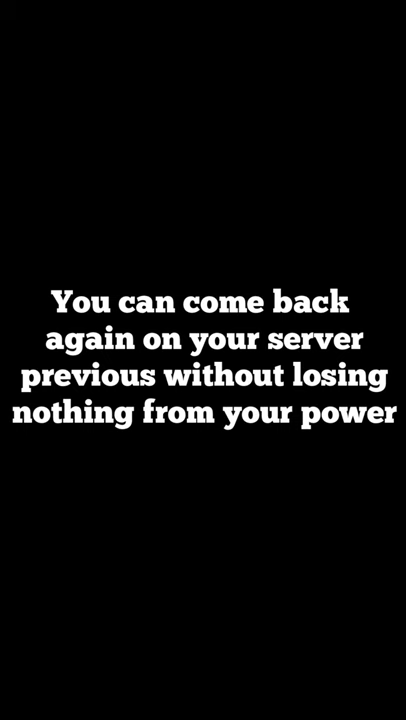 You can come back
again on your server
previous without losing
nothing from your power